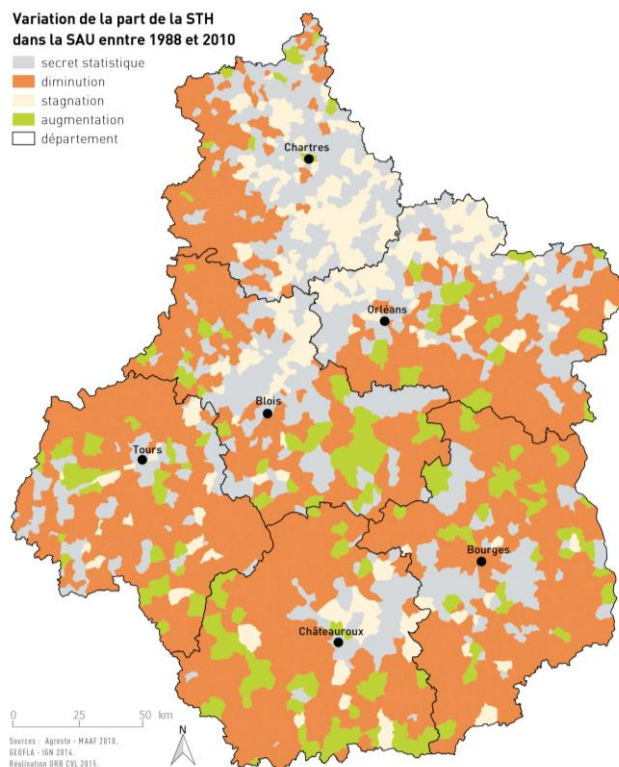 Variation de la part de la STH
dans la SAU enntre 1988 et 2010
secret statistique
diminution
stagnation
augmentation
département
Chartres
Orléans
Blois
Tours
Bourges
Châteauroux
0 25 50 km
N
Sources : Agreste - MAAF 2010,
GEOFLA - IGN 2014.
Réalisation ORB CVL 2015.